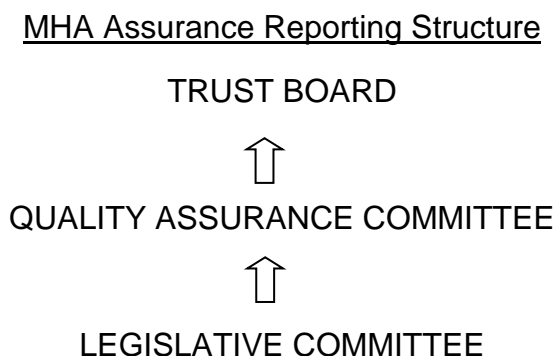 MHA Assurance Reporting Structure
TRUST BOARD
QUALITY ASSURANCE COMMITTEE
LEGISLATIVE COMMITTEE